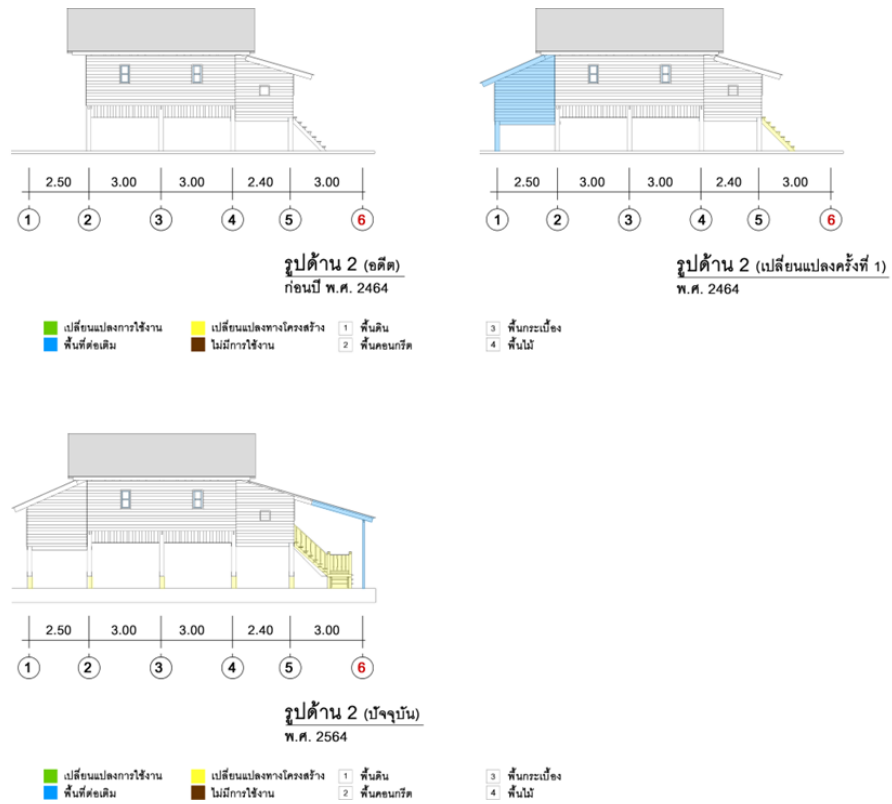 2.50 3.00 3.00 2.40 3.00
1 2 3 4 5 6
รูปด้าน 2 (อดีต)
ก่อนปี พ.ศ. 2464
2.50 3.00 3.00 2.40 3.00
1 2 3 4 5 6
รูปด้าน 2 (เปลี่ยนแปลงครั้งที่ 1)
พ.ศ. 2464
เปลี่ยนแปลงการใช้งาน เปลี่ยนแปลงทางโครงสร้าง 1 พื้นดิน 3 พื้นกระเบื้อง
พื้นที่ต่อเติม ไม่มีการใช้งาน 2 พื้นคอนกรีต 4 พื้นไม้
2.50 3.00 3.00 2.40 3.00
1 2 3 4 5 6
รูปด้าน 2 (ปัจจุบัน)
พ.ศ. 2564
เปลี่ยนแปลงการใช้งาน เปลี่ยนแปลงทางโครงสร้าง 1 พื้นดิน 3 พื้นกระเบื้อง
พื้นที่ต่อเติม ไม่มีการใช้งาน 2 พื้นคอนกรีต 4 พื้นไม้